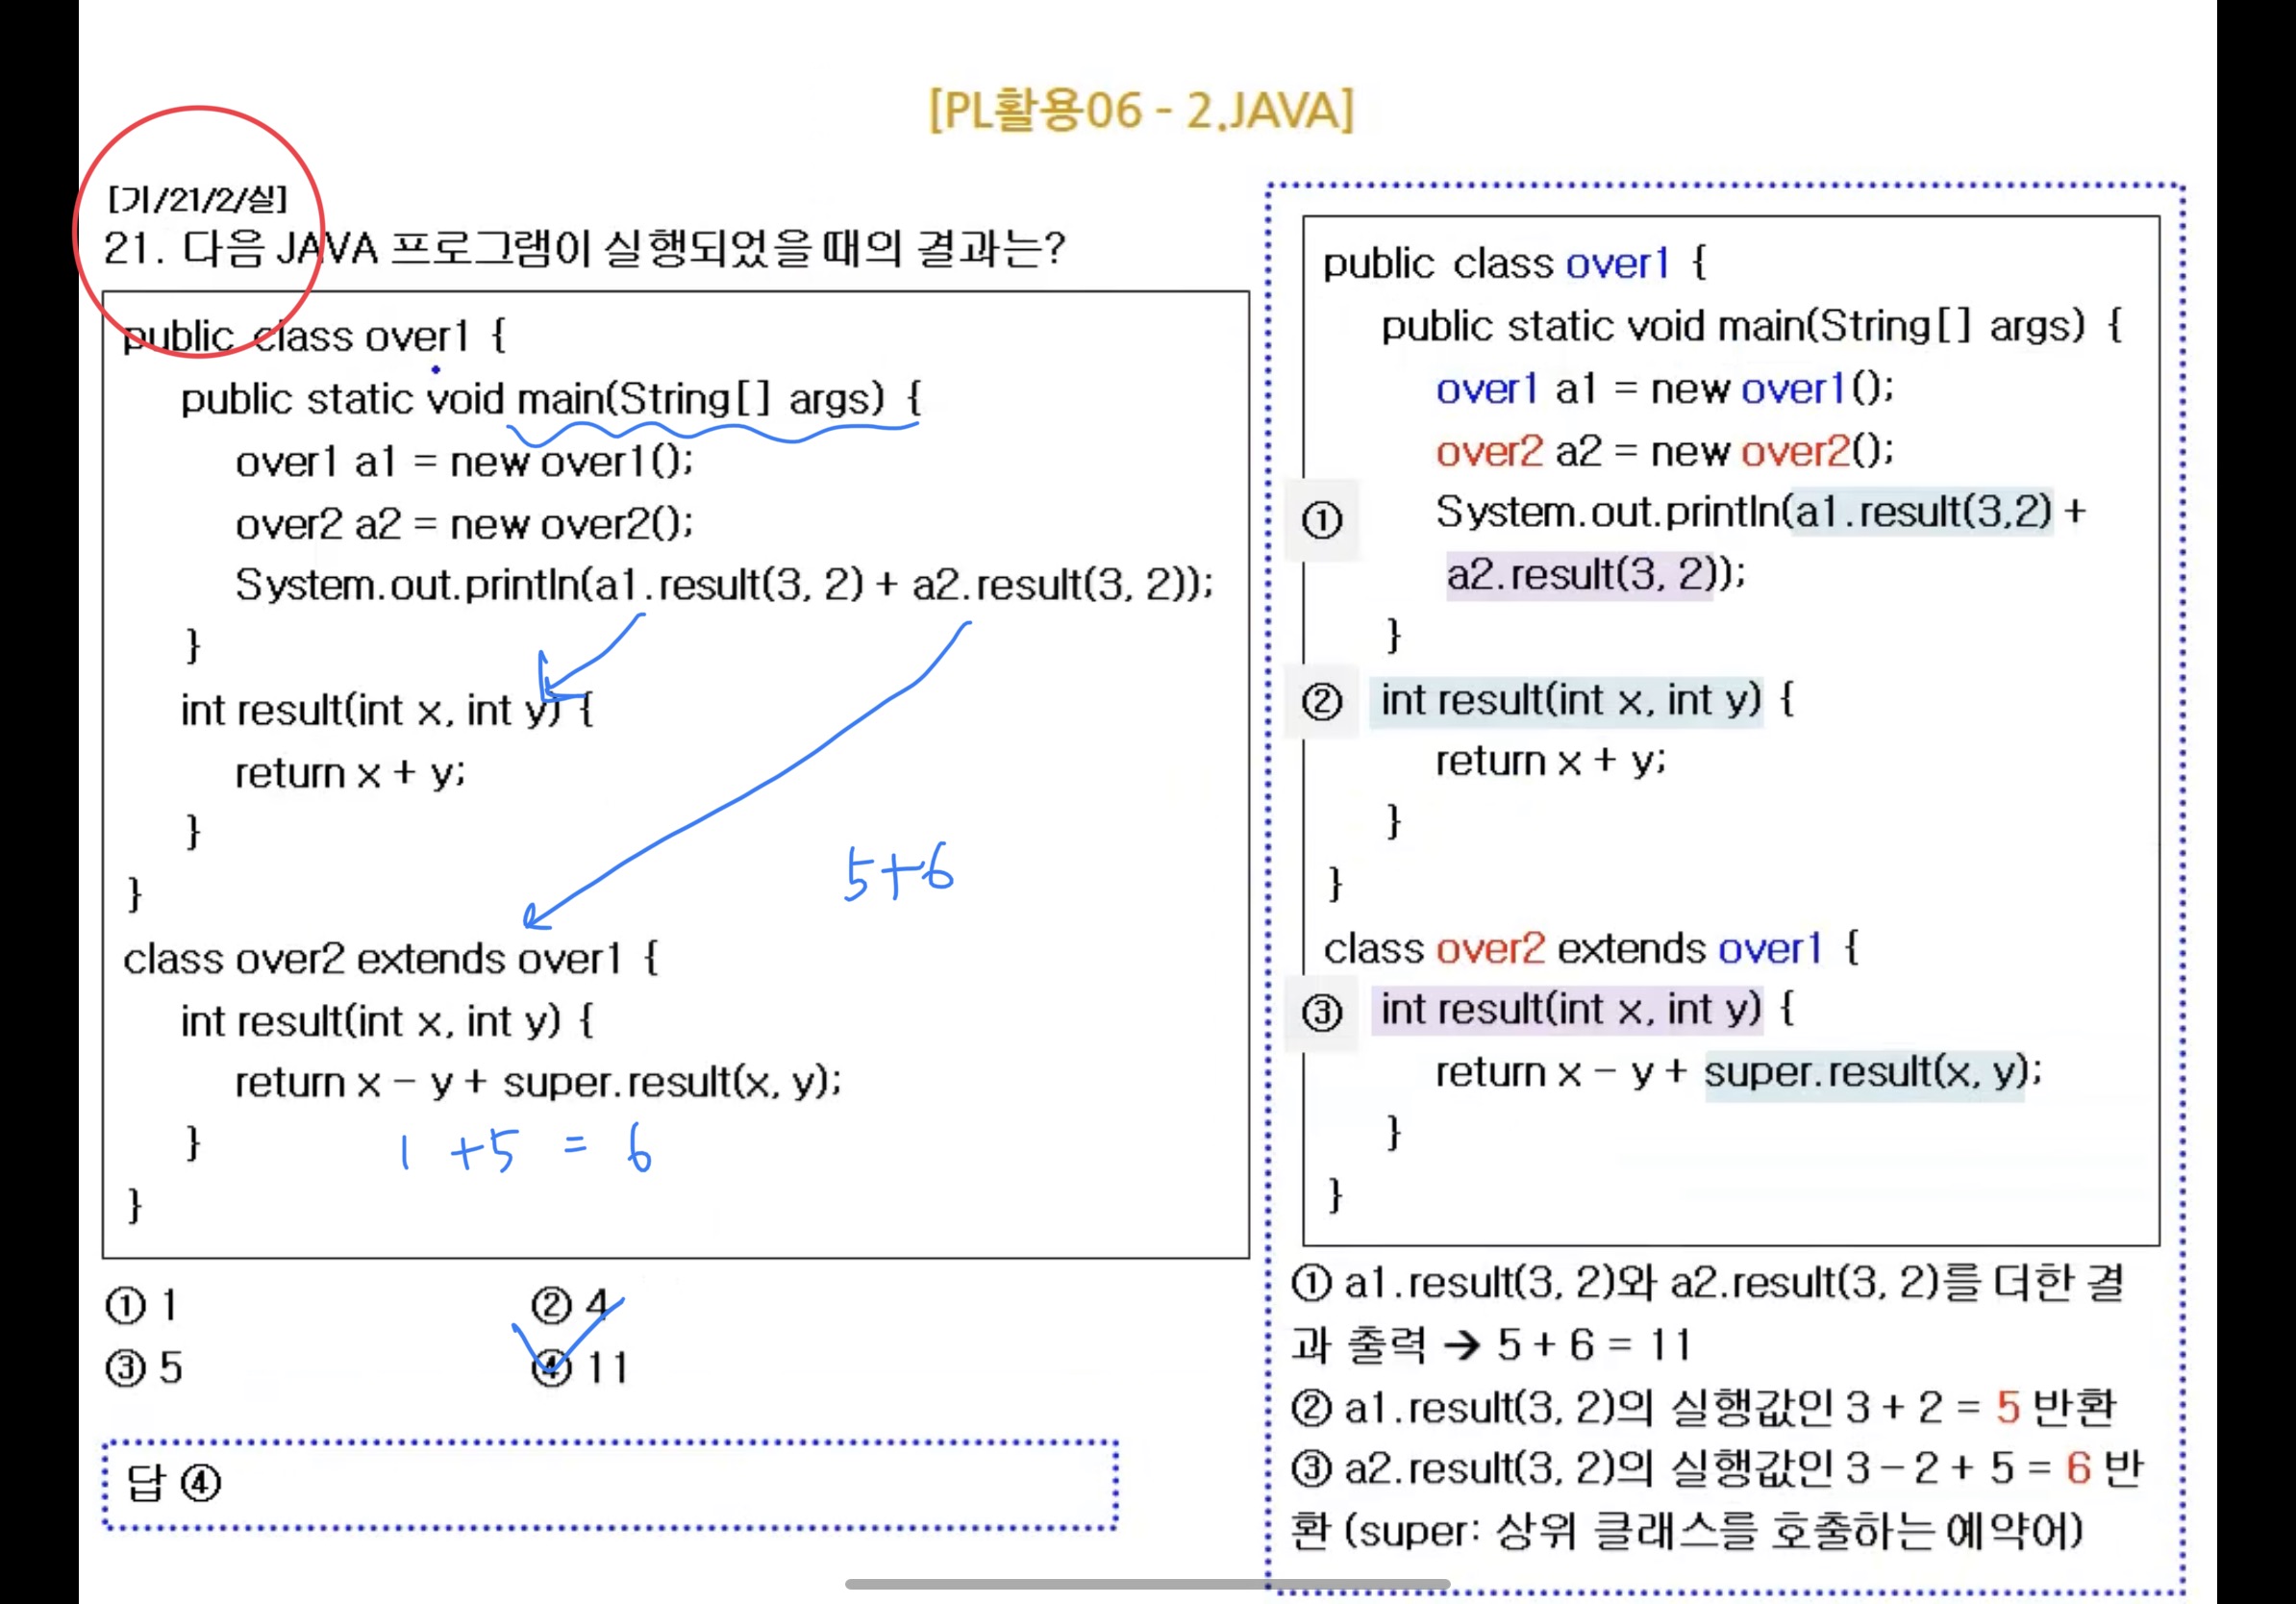 [PL활용06 - 2.JAVA]
[기/21/2/실]
21. 다음 JAVA 프로그램이 실행되었을 때의 결과는?
public class over1 {
public static void main(String[] args) {
over1 a1 = new over1();
over2 a2 = new over2();
System.out.println(a1.result(3, 2) + a2.result(3, 2));
}
int result(int x, int y) {
return x + y;
}
5+6
}
class over2 extends over1 {
int result(int x, int y) {
return x - y + super.result(x, y);
}
1 +5 = 6
}
① 1 ② 4
③ 5 ④ 11
답 ④
public class over1 {
public static void main(String[] args) {
over1 a1 = new over1();
over2 a2 = new over2();
① System.out.println(a1.result(3,2) +
a2.result(3, 2));
}
② int result(int x, int y) {
return x + y;
}
}
class over2 extends over1 {
③ int result(int x, int y) {
return x - y + super.result(x, y);
}
}
① a1.result(3, 2)와 a2.result(3, 2)를 더한 결
과 출력 → 5 + 6 = 11
② a1.result(3, 2)의 실행값인 3 + 2 = 5 반환
③ a2.result(3, 2)의 실행값인 3 - 2 + 5 = 6 반
환 (super: 상위 클래스를 호출하는 예약어)